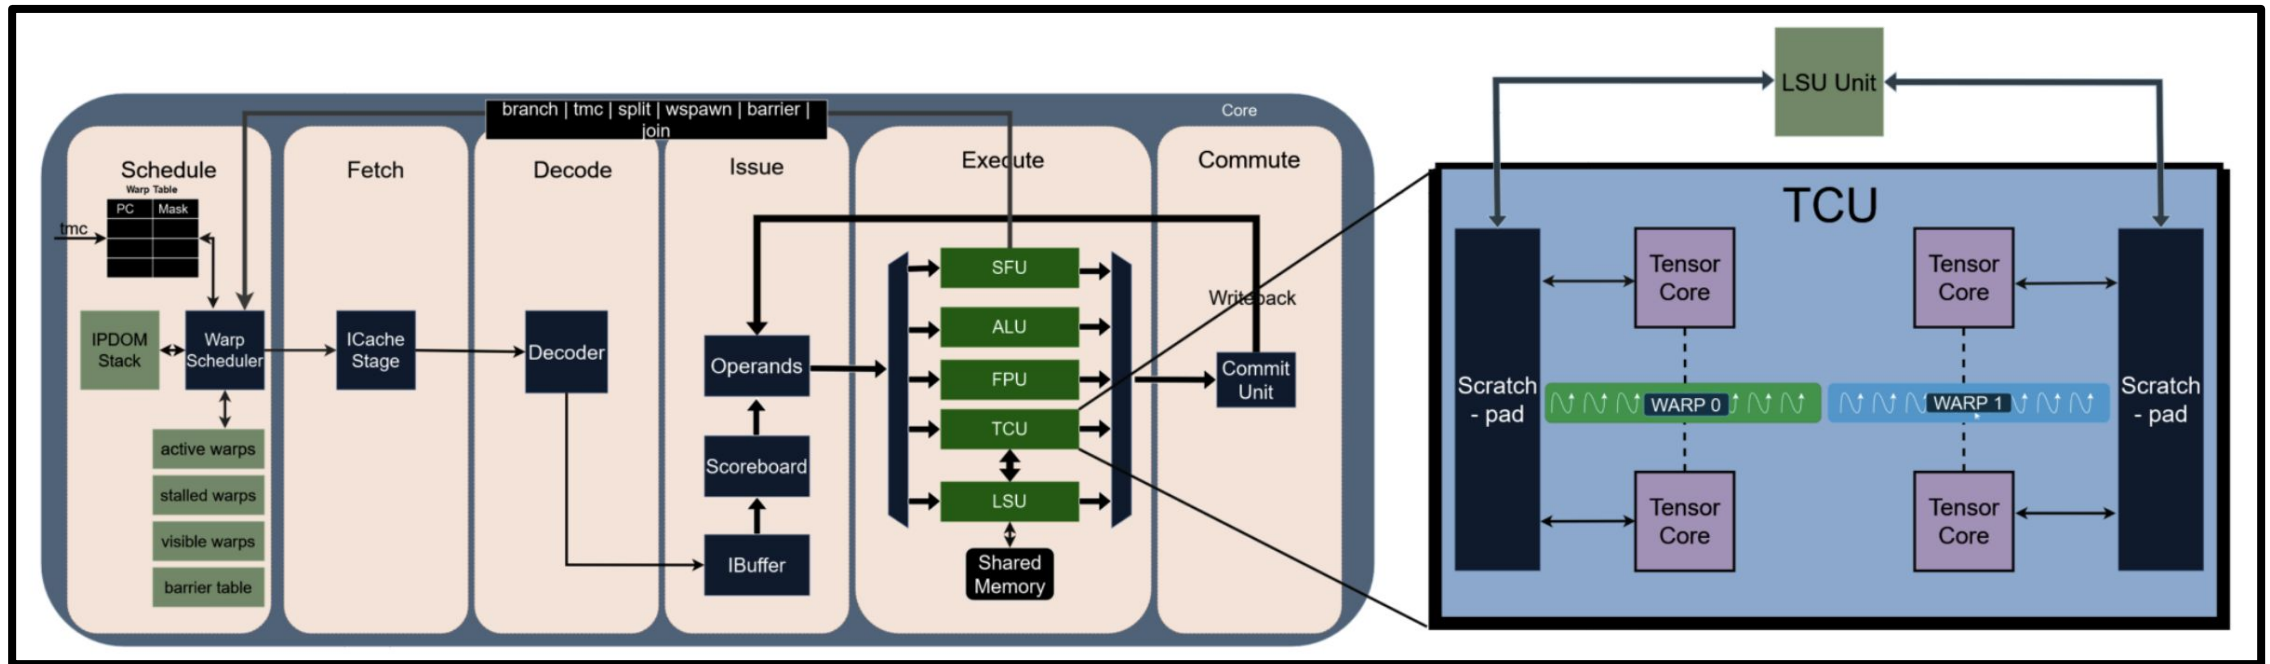 branch | tmc | split | wspawn | barrier |
join
Core
Schedule
Warp Table
PC
Mask
tmc
IPDOM
Stack
Warp
Scheduler
active warps
stalled warps
visible warps
barrier table
Fetch
ICache
Stage
Decode
Decoder
Issue
Operands
Scoreboard
IBuffer
Execute
SFU
ALU
FPU
TCU
LSU
Shared
Memory
Commute
Writeback
Commit
Unit
LSU Unit
TCU
Scratch
- pad
Tensor
Core
Tensor
Core
WARP 0
WARP 1
Tensor
Core
Tensor
Core
Scratch
- pad